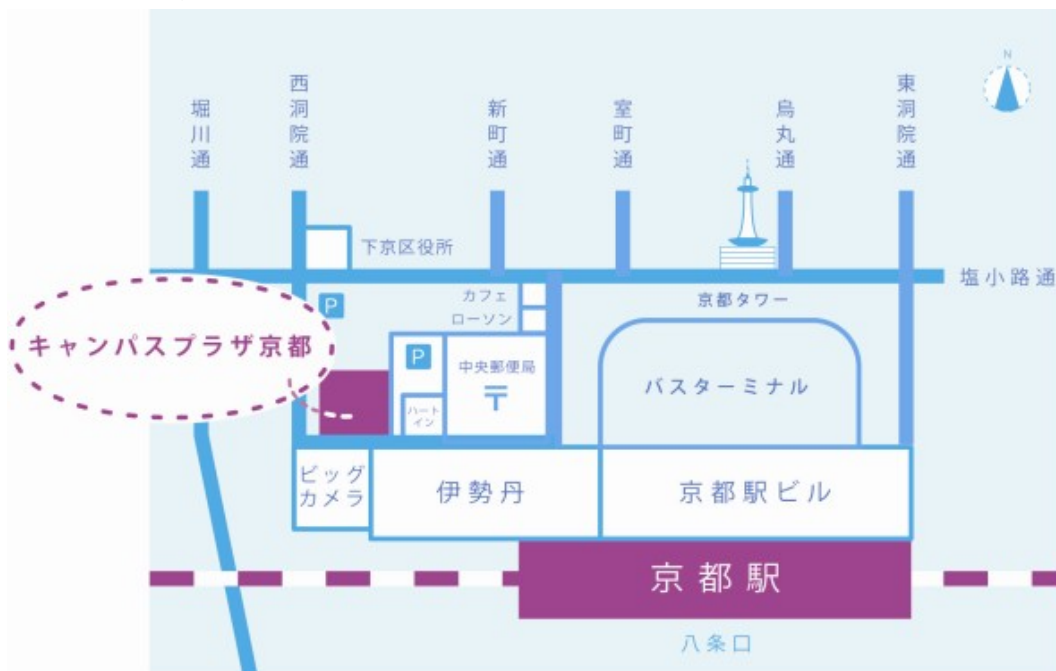 N
堀川通
西洞院通
新町通
室町通
烏丸通
東洞院通
下京区役所
塩小路通
P
カフェ
ローソン
京都タワー
キャンパスプラザ京都
P
中央郵便局
〒
バスターミナル
ハート
イン
ビッグ
カメラ
伊勢丹
京都駅ビル
京都駅
八条口